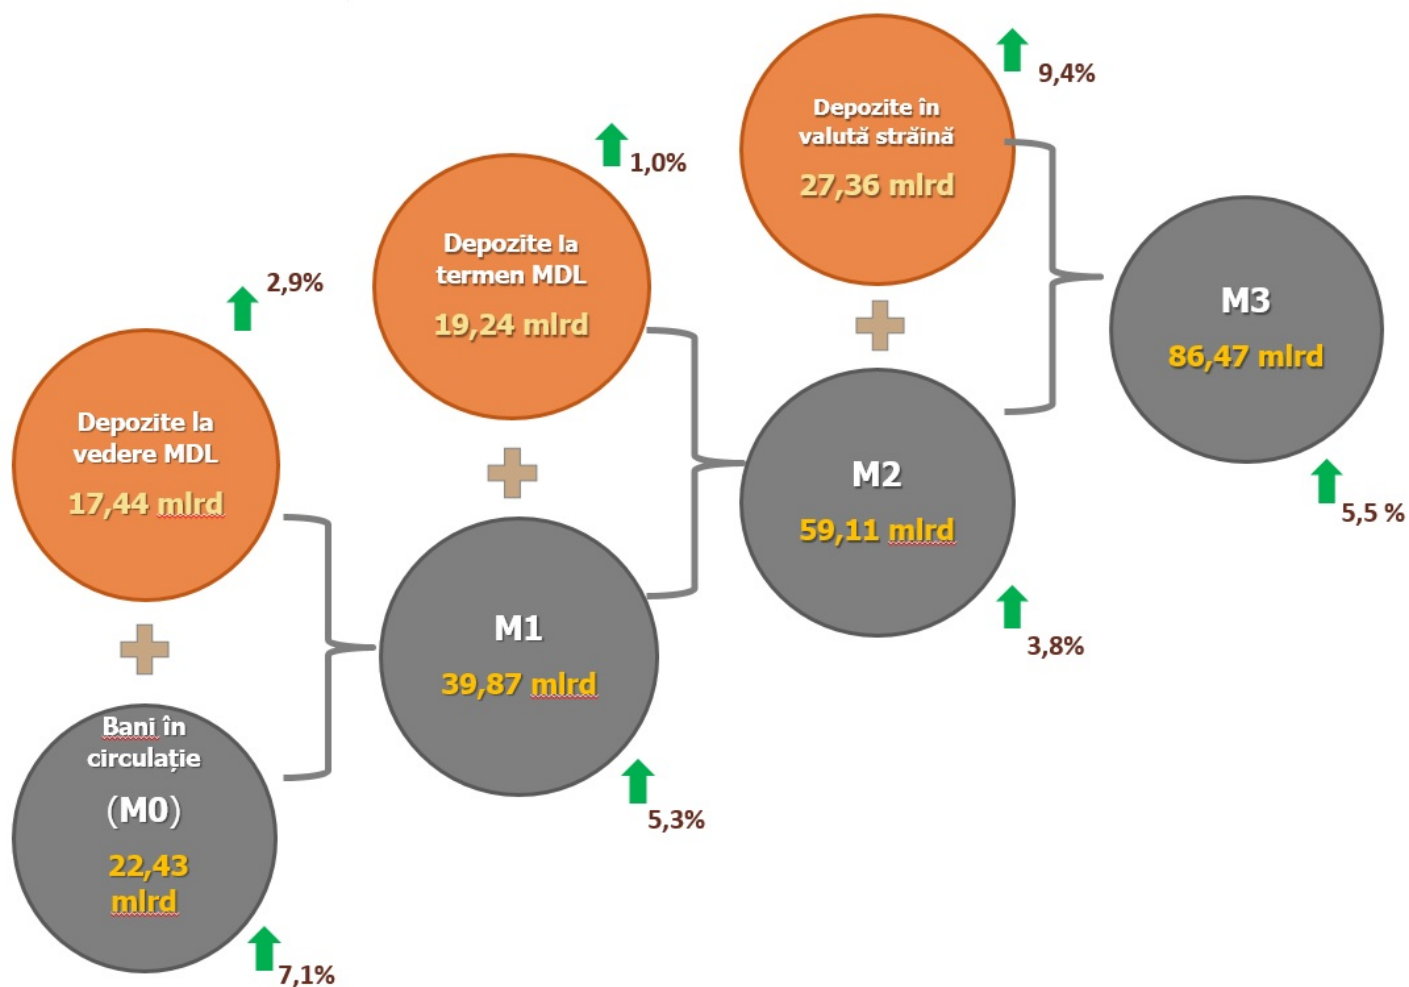 Depozite la
vedere MDL
17,44 mlrd
2,9%
Bani în
circulație
(M0)
22,43
mlrd
7,1%
Depozite la
termen MDL
19,24 mlrd
1,0%
M1
39,87 mlrd
5,3%
Depozite în
valută străină
27,36 mlrd
9,4%
M2
59,11 mlrd
3,8%
M3
86,47 mlrd
5,5 %